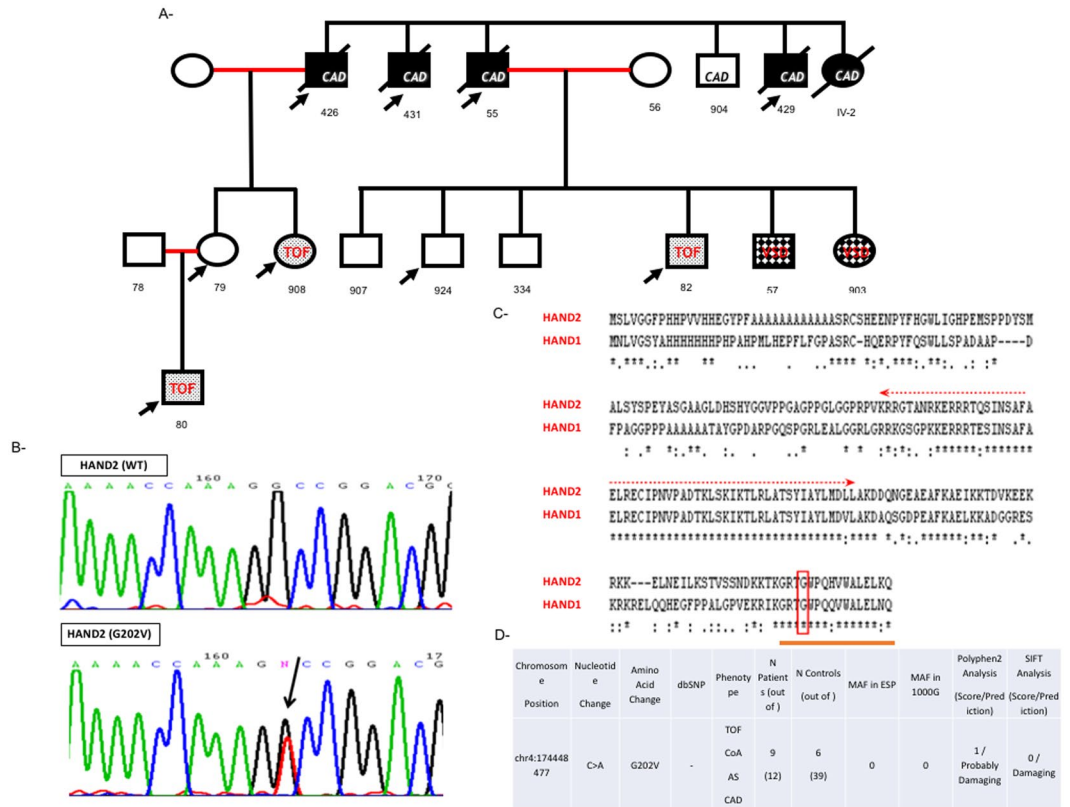 A-
CAD
CAD
CAD
CAD
CAD
CAD
426
431
55
56
904
429
IV-2
TOF
TOF
VSD
VSD
78
79
908
907
924
334
82
57
903
TOF
80
B-
HAND2 (WT)
160 170
A A A A C C A A A G G C C G G A C G C
HAND2 (G202V)
160 17
A A A A C C A A A G N C C G G A C G
C-
HAND2 MSLVGGFPHHPVVHHEGYPFAAAAAAAAAAAASRCSHEENPYFHGWLIGHPEMSPPDYSM
HAND1 MNLVGSYAHHHHHHHPHPAHPMLHEPFLFGPASRC-HQERPYFQSWLLSPADAAP----D
HAND2 ALSYSPEYASGAAGLDHSHYGGVPPGAGPPGLGGPRPVKRRGTANRKERRRTQSINSAFA
HAND1 FPAGGPPPAAAAAATAYGPDARPGQSPGRLEALGGRLGRRKGSGPKKERRRTESINSAFA
HAND2 ELRECIPNVPADTKLSKIKTLRLATSYIAYLMDLLAKDDQNGEAEAFKAEIKKTDVKEEK
HAND1 ELRECIPNVPADTKLSKIKTLRLATSYIAYLMDVLAKDAQSGDPEAFKAELKKADGGRES
HAND2 RKK---ELNEILKSTVSSNDKKTKGRTGWPQHVWALELKQ
HAND1 KRKRELQQHEGFPPALGPVEKRIKGRTGWPQQVWALELNQ
D-
Chromosome Position
Nucleotide Change
Amino Acid Change
dbSNP
Phenotype
N Patients (out of )
N Controls (out of )
MAF in ESP
MAF in 1000G
Polyphen2 Analysis (Score/Prediction)
SIFT Analysis (Score/Prediction)
chr4:174448477
C>A
G202V
-
TOF
CoA
AS
CAD
9 (12)
6 (39)
0
0
1 / Probably Damaging
0 / Damaging